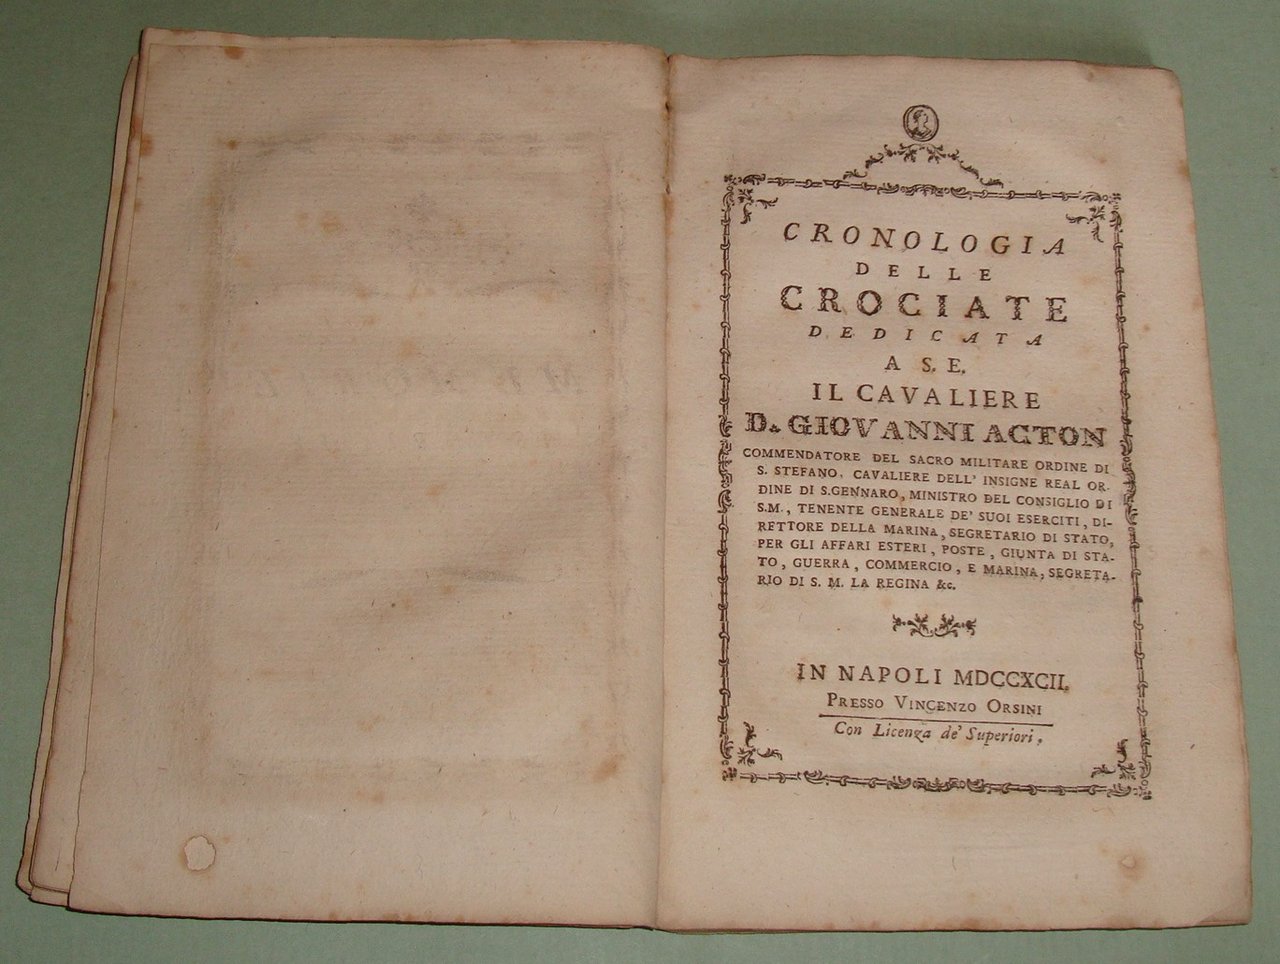 CRONOLOGIA
DELLE
CROCIATE
DEDICATA
A S. E.
IL CAVALIERE
D. GIOVANNI ACTON
COMMENDATORE DEL SACRO MILITARE ORDINE DI
S. STEFANO, CAVALIERE DELL' INSIGNE REAL OR-
DINE DI S. GENNARO, MINISTRO DEL CONSIGLIO DI
S.M., TENENTE GENERALE DE' SUOI ESERCITI, DI-
RETTORE DELLA MARINA, SEGRETARIO DI STATO,
PER GLI AFFARI ESTERI, POSTE, GIUNTA DI STA-
TO, GUERRA, COMMERCIO, E MARINA, SEGRETA-
RIO DI S. M. LA REGINA &c.
IN NAPOLI MDCCXCII.
PRESSO VINCENZO ORSINI
Con Licenza de' Superiori,